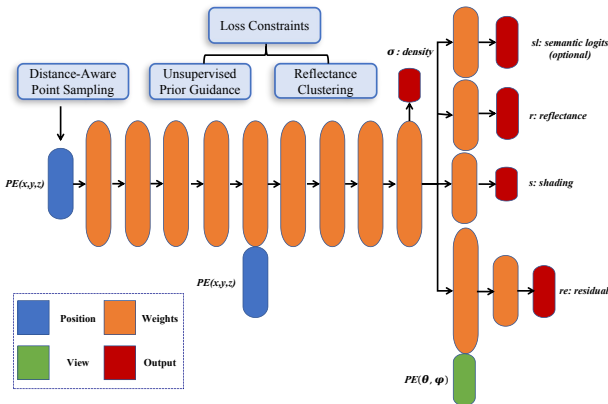 Loss Constraints
Distance-Aware
Point Sampling
Unsupervised
Prior Guidance
Reflectance
Clustering
σ : density
sl: semantic logits
(optional)
r: reflectance
PE(x,y,z)
s: shading
PE(x,y,z)
re: residual
Position
Weights
View
Output
PE(θ, φ)